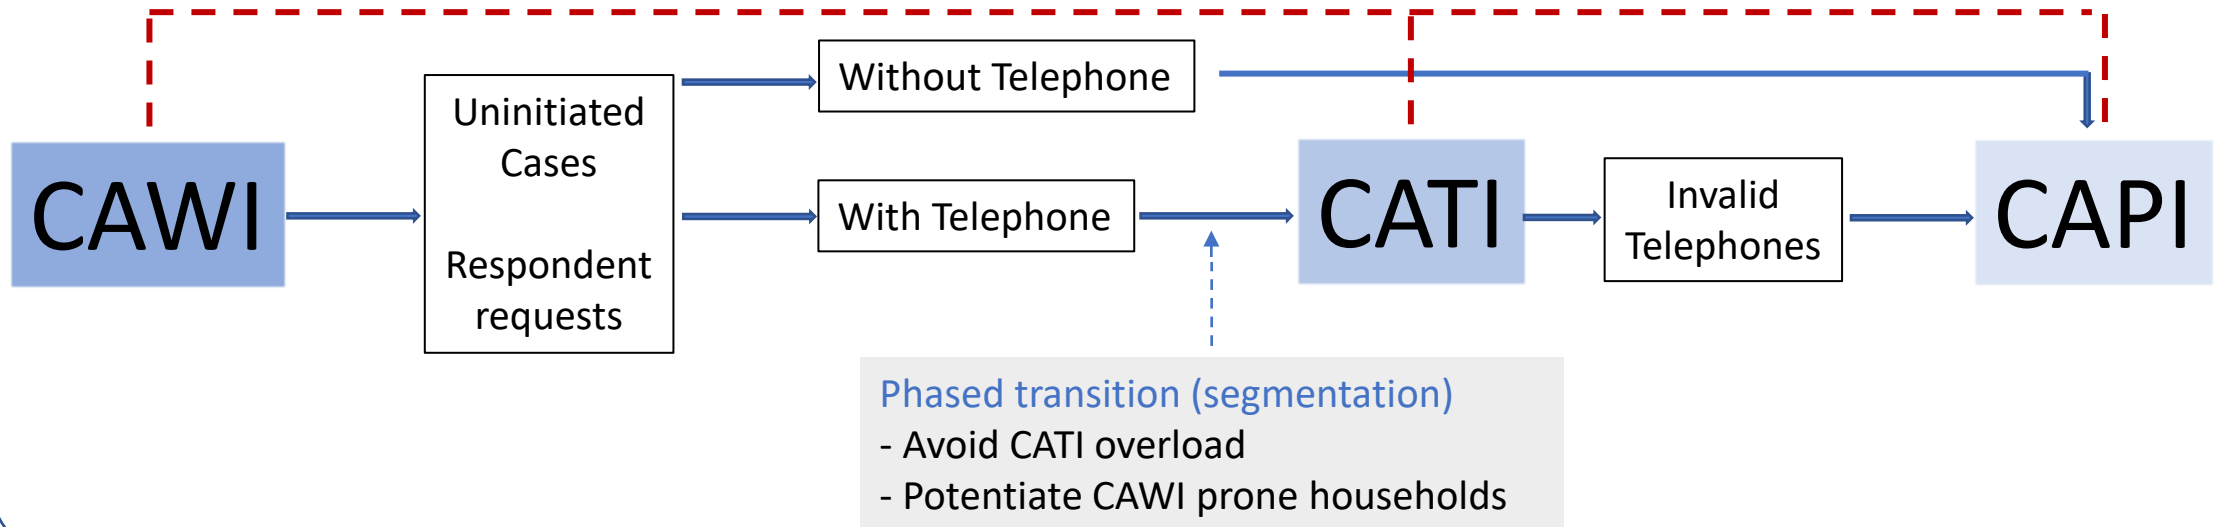 CAWI
Uninitiated
Cases
Respondent
requests
Without Telephone
With Telephone
CATI
Invalid
Telephones
CAPI
Phased transition (segmentation)
- Avoid CATI overload
- Potentiate CAWI prone households